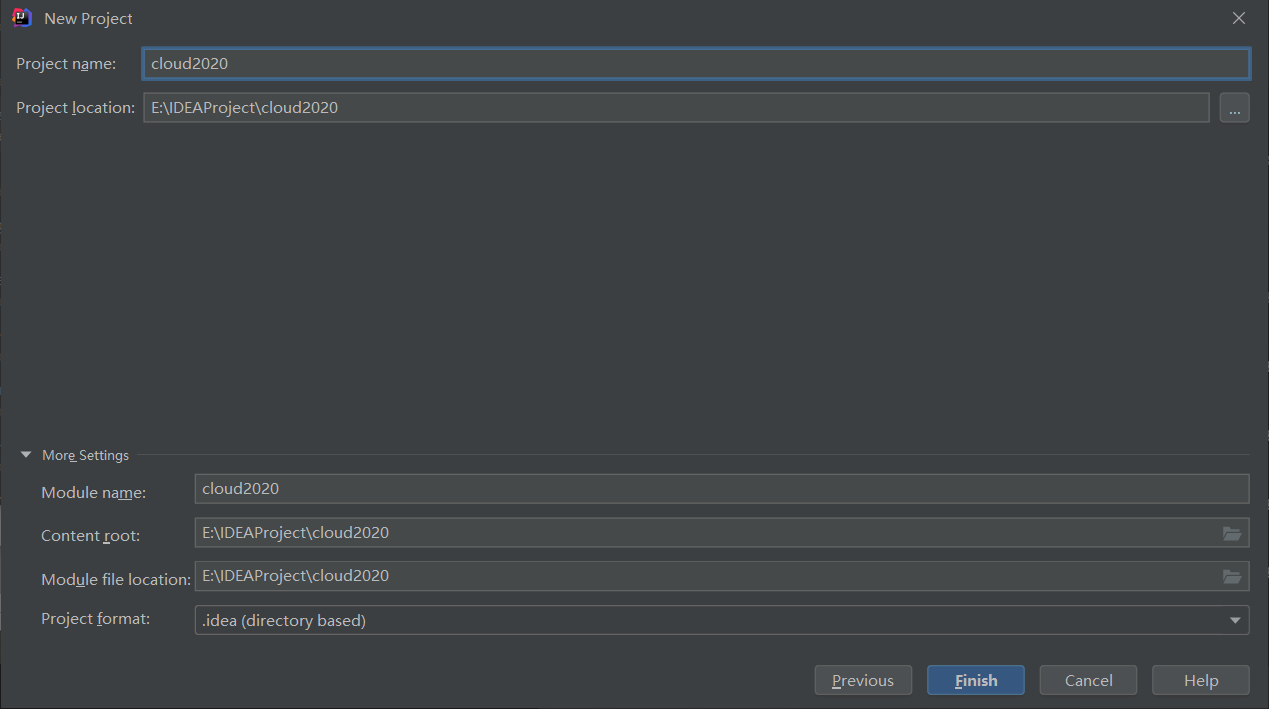 New Project
Project name: cloud2020
Project location: E:\IDEAProject\cloud2020 ...
More Settings
Module name: cloud2020
Content root: E:\IDEAProject\cloud2020
Module file location: E:\IDEAProject\cloud2020
Project format: .idea (directory based)
Previous Finish Cancel Help